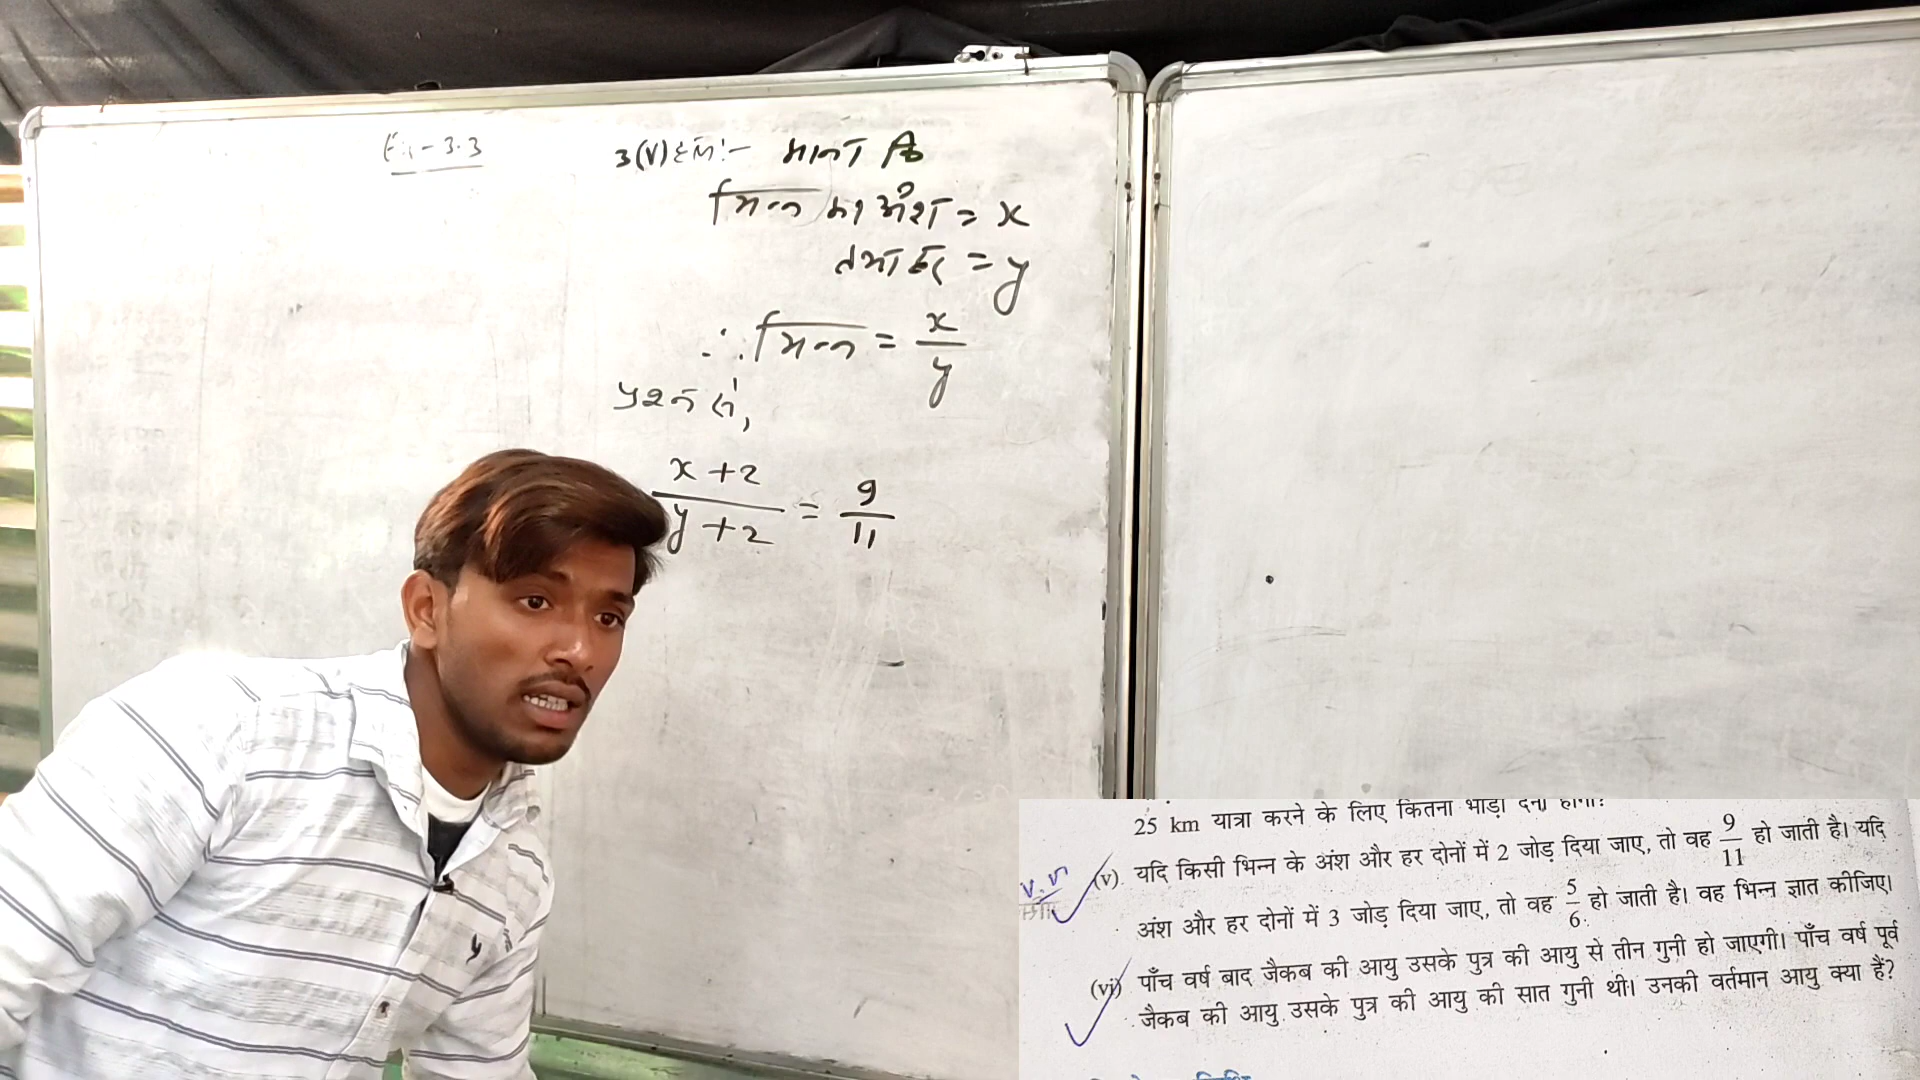 Ex-3.3
3(V) हल:- माना कि
भिन्न का अंश = x
तथा हर = y
∴ भिन्न = x/y
प्रश्न से,
x+2/y+2 = 9/11
25 km यात्रा करने के लिए कितना भाड़ा देना होगा?
(v) यदि किसी भिन्न के अंश और हर दोनों में 2 जोड़ दिया जाए, तो वह 9/11 हो जाती है। यदि
अंश और हर दोनों में 3 जोड़ दिया जाए, तो वह 5/6 हो जाती है। वह भिन्न ज्ञात कीजिए।
(vi) पाँच वर्ष बाद जैकब की आयु उसके पुत्र की आयु से तीन गुनी हो जाएगी। पाँच वर्ष पूर्व
जैकब की आयु उसके पुत्र की आयु की सात गुनी थी। उनकी वर्तमान आयु क्या हैं?